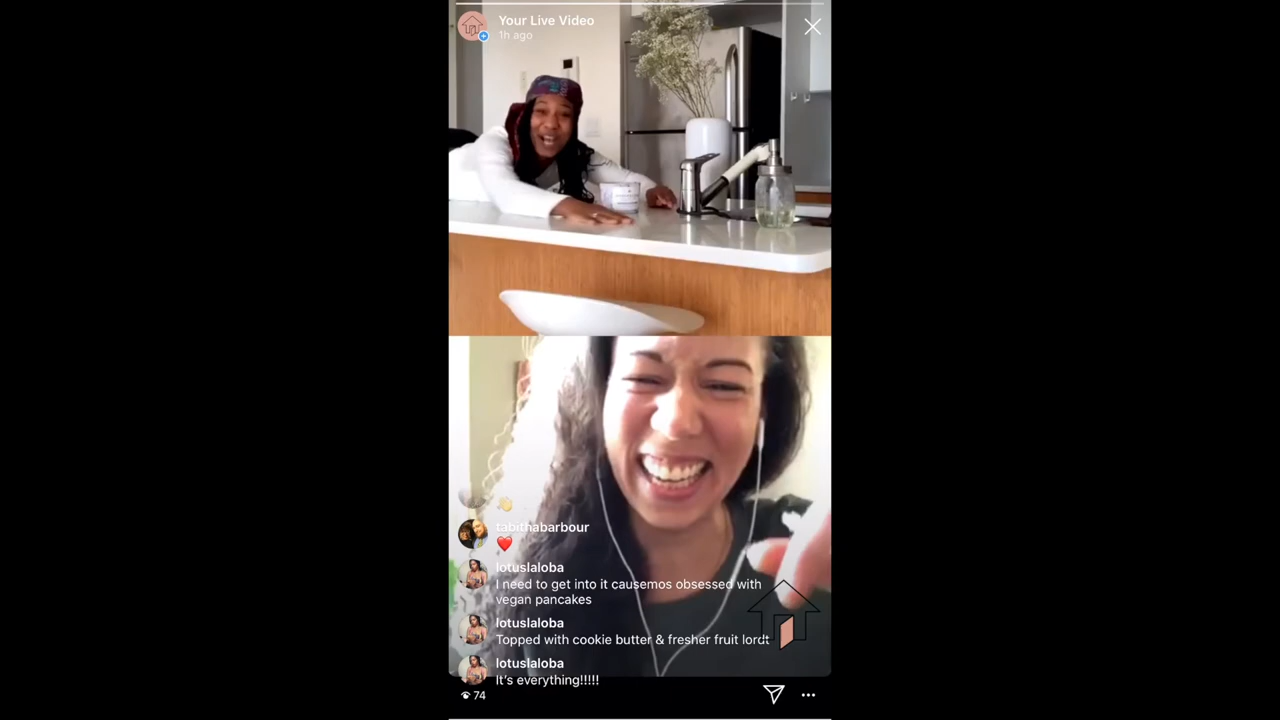 Your Live Video
1h ago
tabithabarbour
lotuslaloba
I need to get into it causemos obsessed with
vegan pancakes
lotuslaloba
Topped with cookie butter & fresher fruit lordt
lotuslaloba
It's everything!!!!!
74